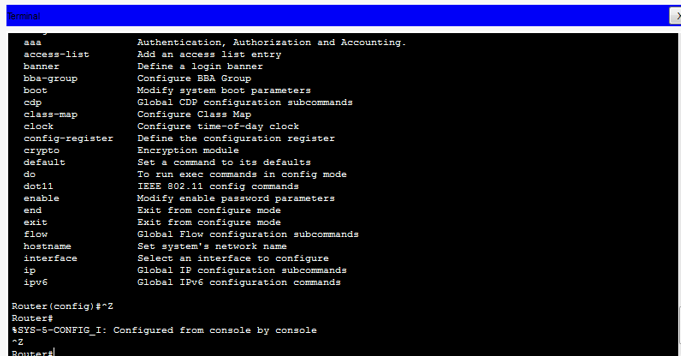 Terminal
X
aaa Authentication, Authorization and Accounting.
access-list Add an access list entry
banner Define a login banner
bba-group Configure BBA Group
boot Modify system boot parameters
cdp Global CDP configuration subcommands
class-map Configure Class Map
clock Configure time-of-day clock
config-register Define the configuration register
crypto Encryption module
default Set a command to its defaults
do To run exec commands in config mode
dot11 IEEE 802.11 config commands
enable Modify enable password parameters
end Exit from configure mode
exit Exit from configure mode
flow Global Flow configuration subcommands
hostname Set system's network name
interface Select an interface to configure
ip Global IP configuration subcommands
ipv6 Global IPv6 configuration commands
Router(config)#^Z
Router#
%SYS-5-CONFIG_I: Configured from console by console
^Z
Router#